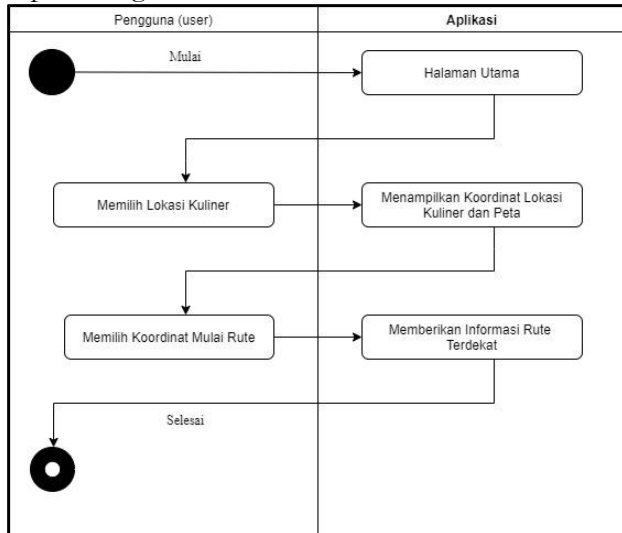 Pengguna (user)
Aplikasi
Mulai
Halaman Utama
Memilih Lokasi Kuliner
Menampilkan Koordinat Lokasi
Kuliner dan Peta
Memilih Koordinat Mulai Rute
Memberikan Informasi Rute
Terdekat
Selesai